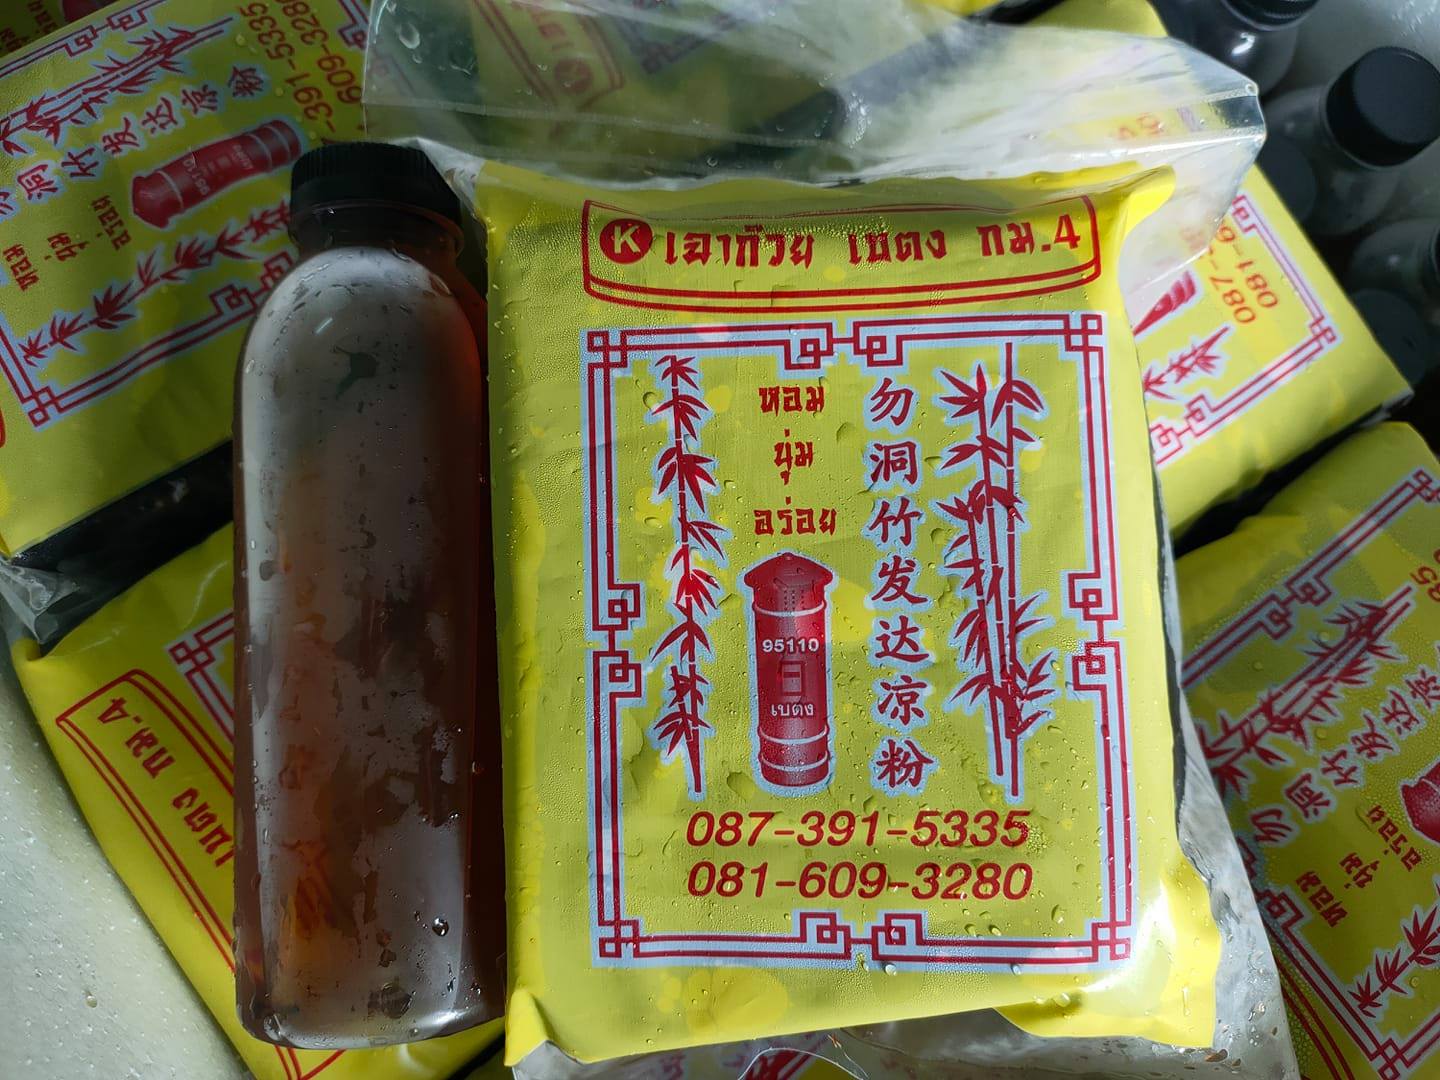 K เฉาก๊วย เบตง กม.4
หอม
นุ่ม
อร่อย
勿洞竹发达凉粉
95110
เบตง
087-391-5335
081-609-3280